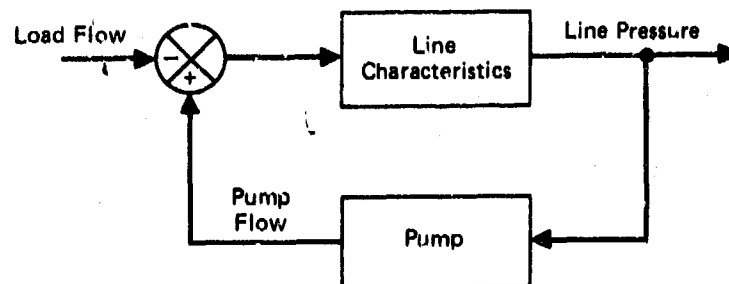 Load Flow
−
+
Line
Characteristics
Line Pressure
Pump
Flow
Pump